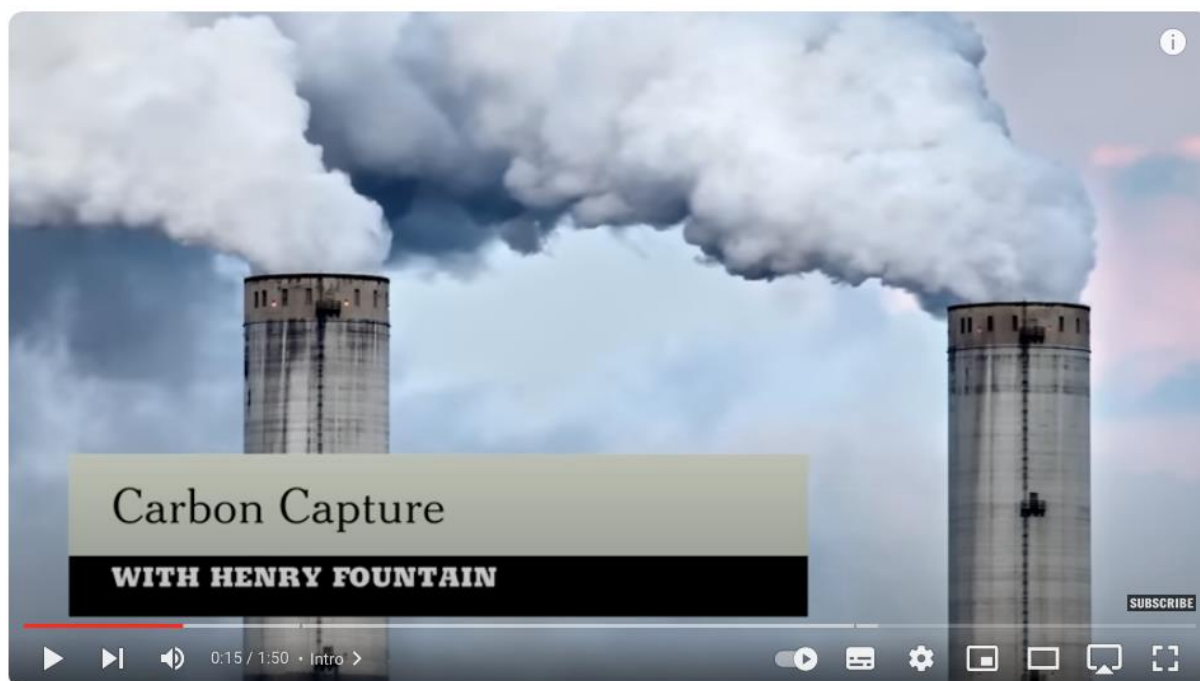 Carbon Capture
WITH HENRY FOUNTAIN
SUBSCRIBE
0:15 / 1:50 • Intro >